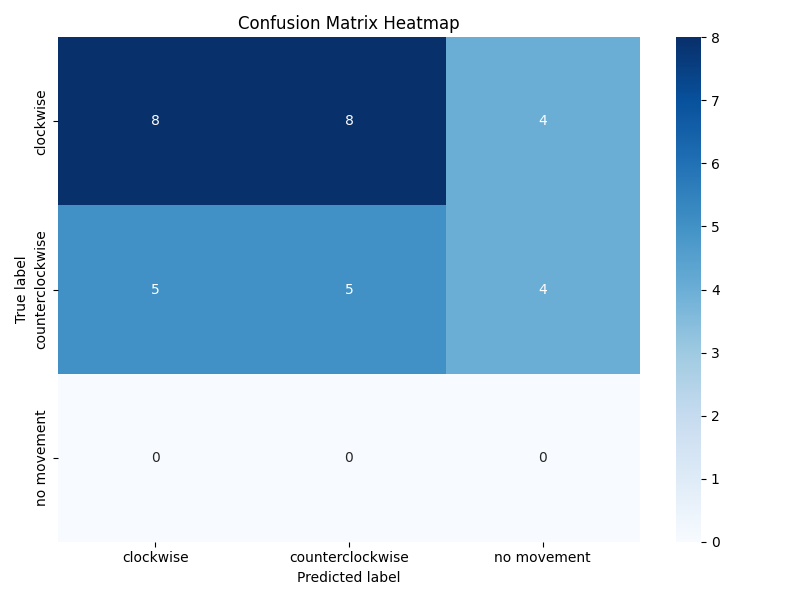 Confusion Matrix Heatmap
True label
clockwise
8 8 4
counterclockwise
5 5 4
no movement
0 0 0
clockwise counterclockwise no movement
Predicted label
8
7
6
5
4
3
2
1
0